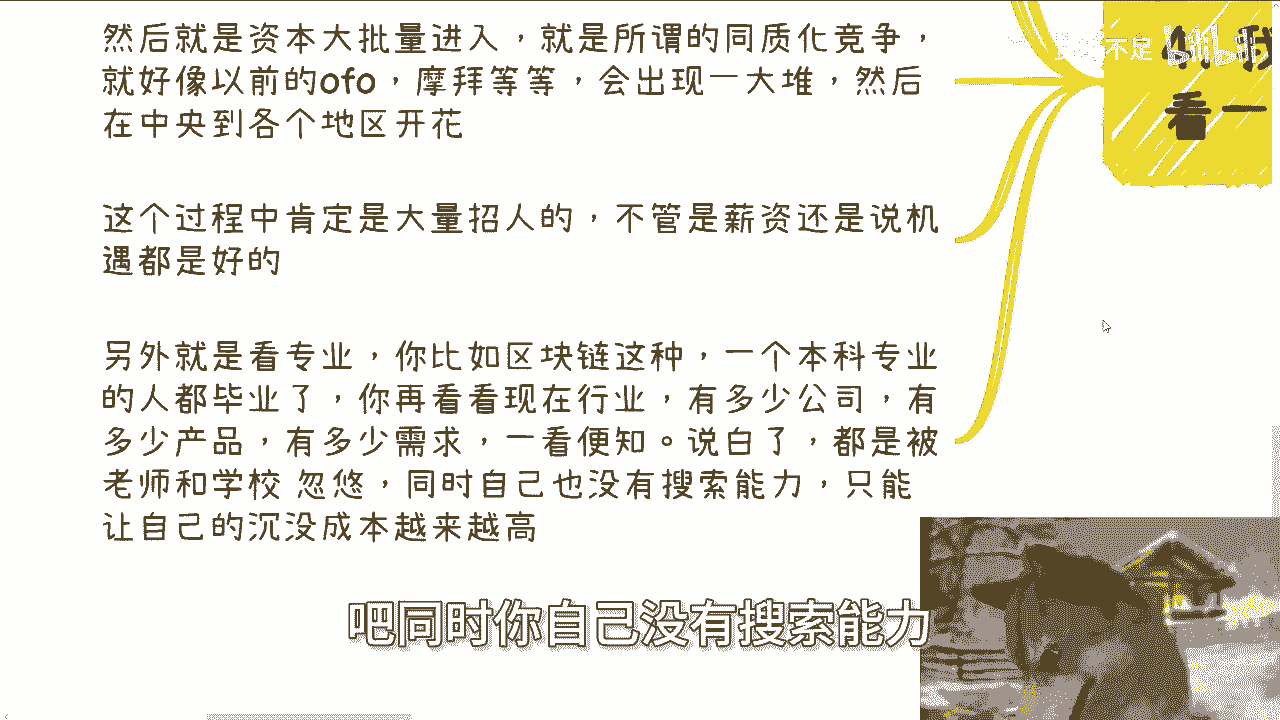 然后就是资本大批量进入，就是所谓的同质化竞争，
就好像以前的ofo，摩拜等等，会出现一大堆，然后
在中央到各个地区开花
不足
bilibili
我
看一
这个过程中肯定是大量招人的，不管是薪资还是说机
遇都是好的
另外就是看专业，你比如区块链这种，一个本科专业
的人都毕业了，你再看看现在行业，有多少公司，有
多少产品，有多少需求，一看便知。说白了，都是被
老师和学校 忽悠，同时自己也没有搜索能力，只能
让自己的沉没成本越来越高
吧同时你自己没有搜索能力